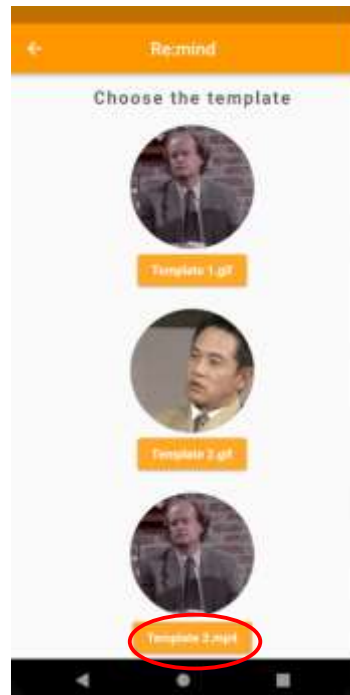 Re:mind
Choose the template
Template 1.gif
Template 2.gif
Template 3.mp4